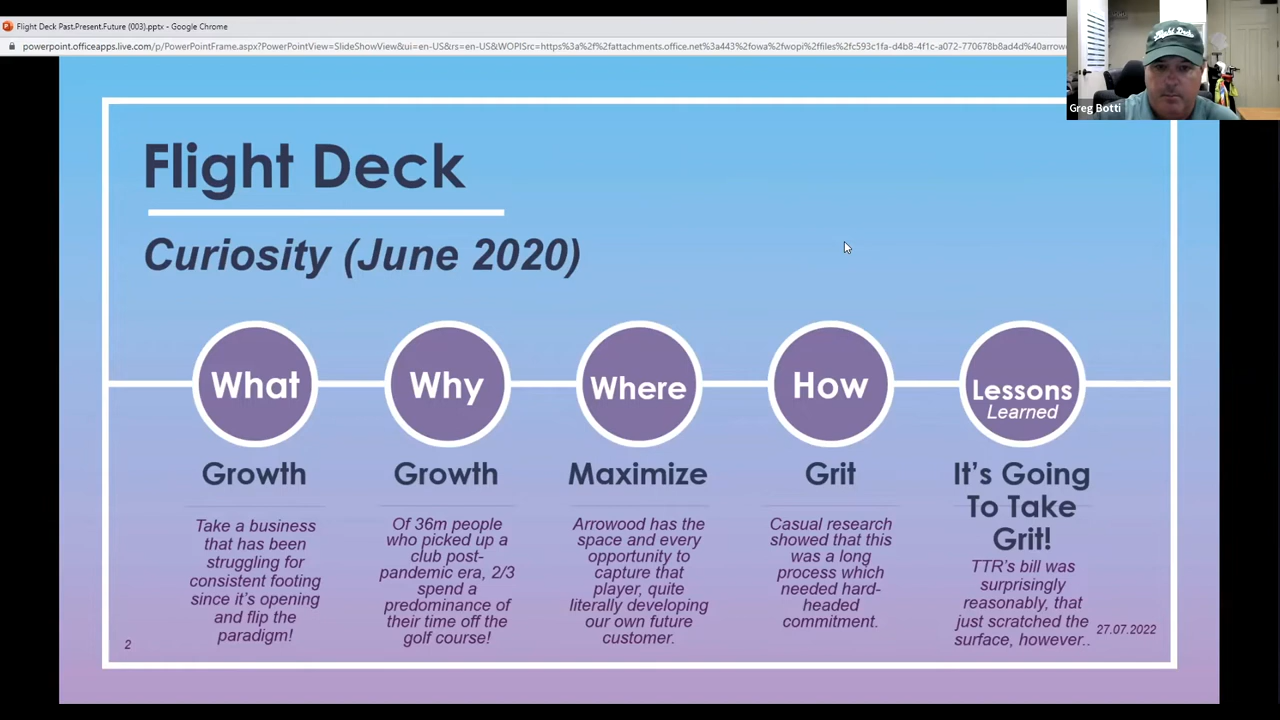 Flight Deck Past.Present.Future (003).pptx - Google Chrome
powerpoint.officeapps.live.com/p/PowerPointFrame.aspx?PowerPointView=SlideShowView&ui=en-US&rs=en-US&WOPISrc=https%3a%2f%2fattachments.office.net%3a443%2fowa%2fwopi%2ffiles%2fc593c1fa-d4b8-4f1c-a072-770678b8ad4d%40arrow
Greg Botti
Flight Deck
Flight Deck
Curiosity (June 2020)
What
Why
Where
How
Lessons
Learned
Growth
Take a business
that has been
struggling for
consistent footing
since it's opening
and flip the
paradigm!
Growth
Of 36m people
who picked up a
club post-
pandemic era, 2/3
spend a
predominance of
their time off the
golf course!
Maximize
Arrowood has the
space and every
opportunity to
capture that
player, quite
literally developing
our own future
customer.
Grit
Casual research
showed that this
was a long
process which
needed hard-
headed
commitment.
It's Going
To Take
Grit!
TTR's bill was
surprisingly
reasonably, that
just scratched the
surface, however..
2
27.07.2022